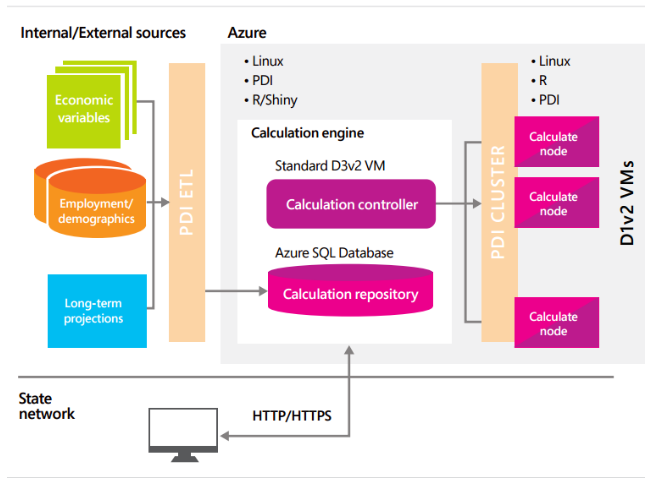 Internal/External sources
Azure
Economic
variables
Employment/
demographics
Long-term
projections
PDI ETL
• Linux
• PDI
• R/Shiny
Calculation engine
Standard D3v2 VM
Calculation controller
Azure SQL Database
Calculation repository
PDI CLUSTER
• Linux
• R
• PDI
Calculate
node
Calculate
node
Calculate
node
D1v2 VMs
State
network
HTTP/HTTPS